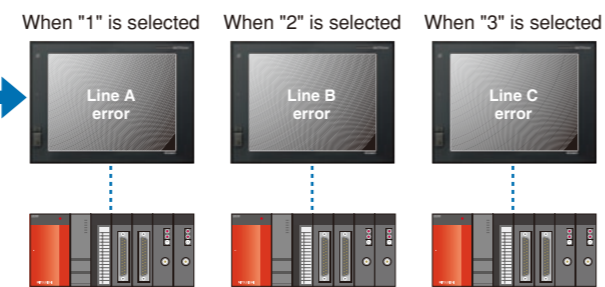 When "1" is selected
When "2" is selected
When "3" is selected
Line A
error
Line B
error
Line C
error